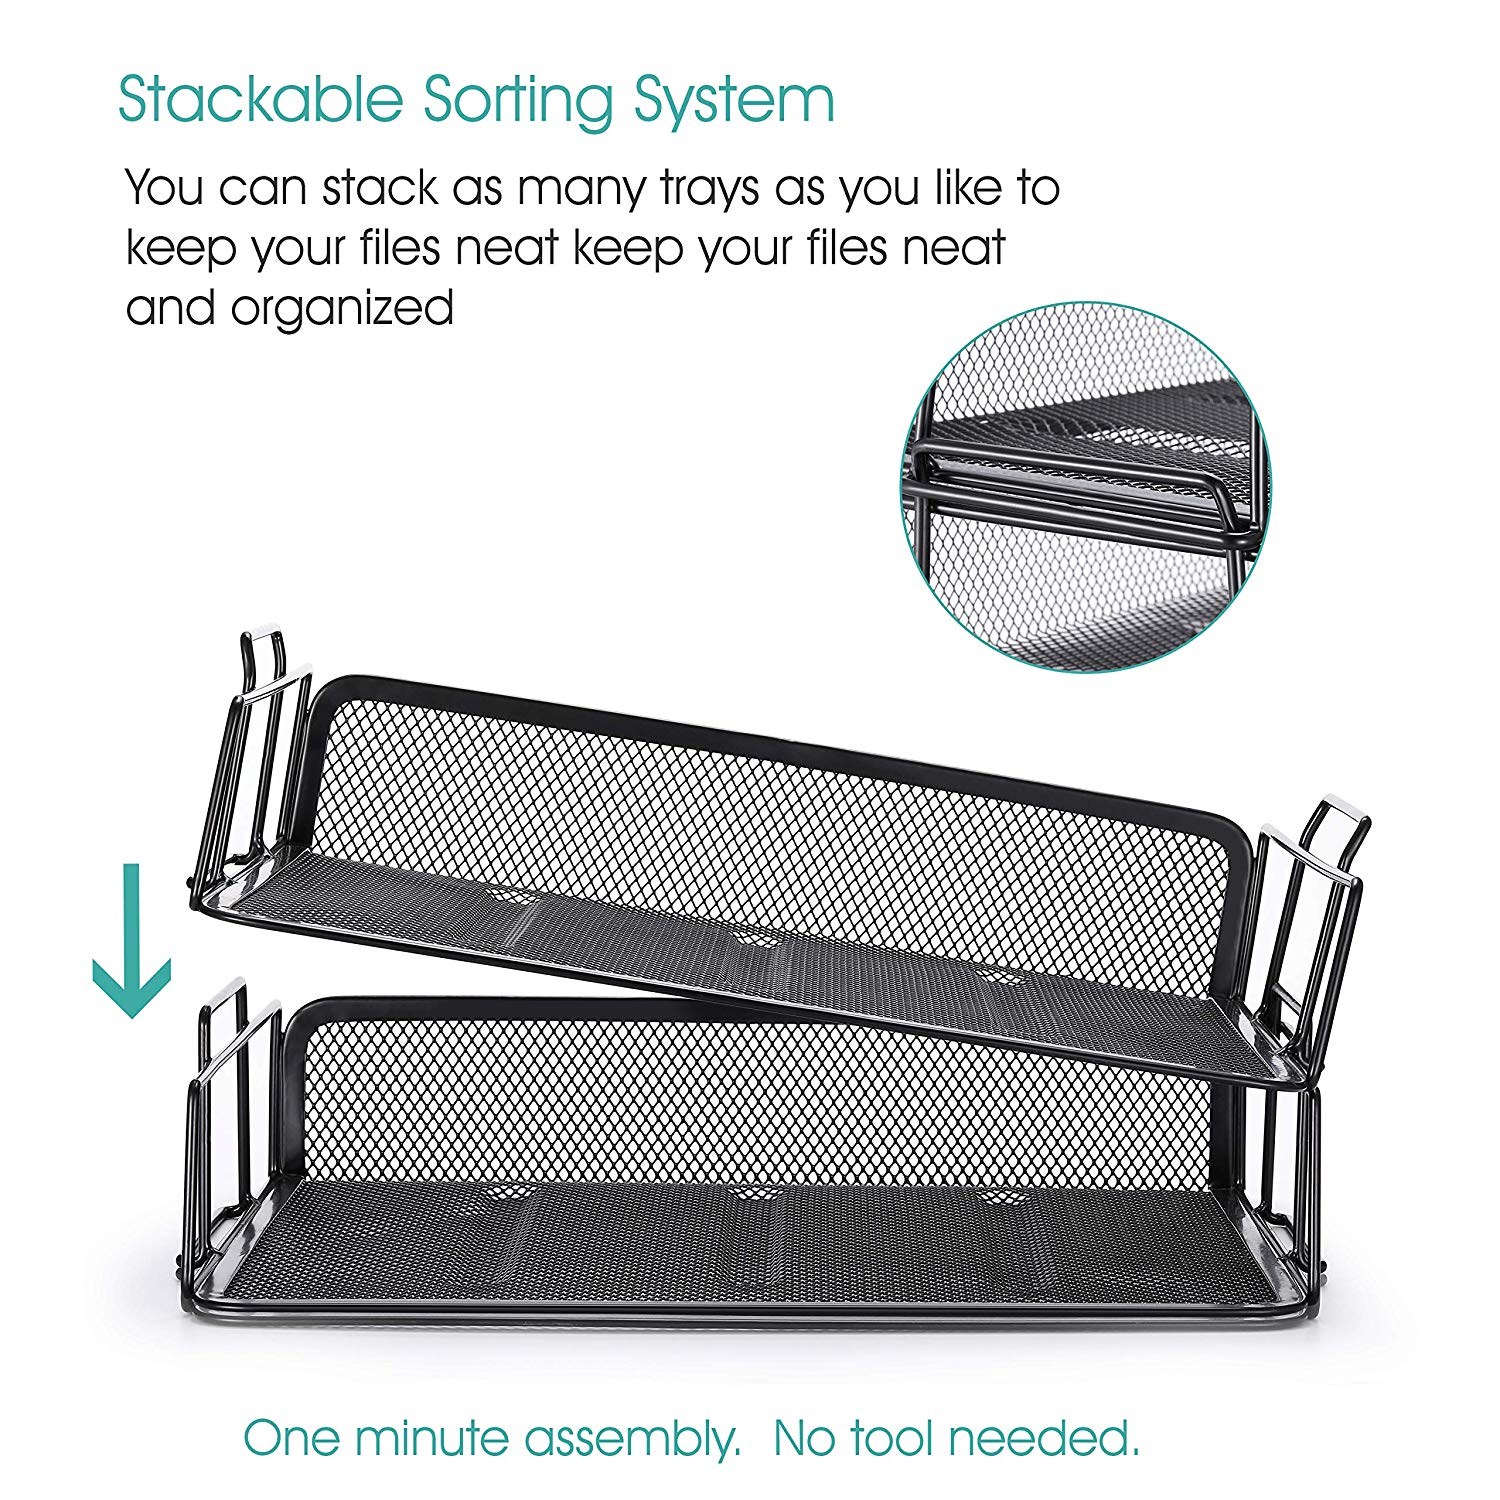 Stackable Sorting System
You can stack as many trays as you like to
keep your files neat keep your files neat
and organized
One minute assembly. No tool needed.